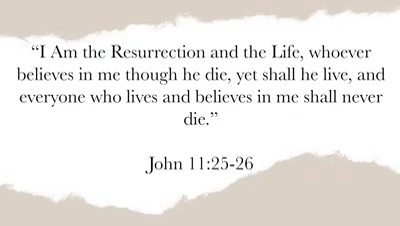 “I Am the Resurrection and the Life, whoever
believes in me though he die, yet shall he live, and
everyone who lives and believes in me shall never
die.”
John 11:25-26